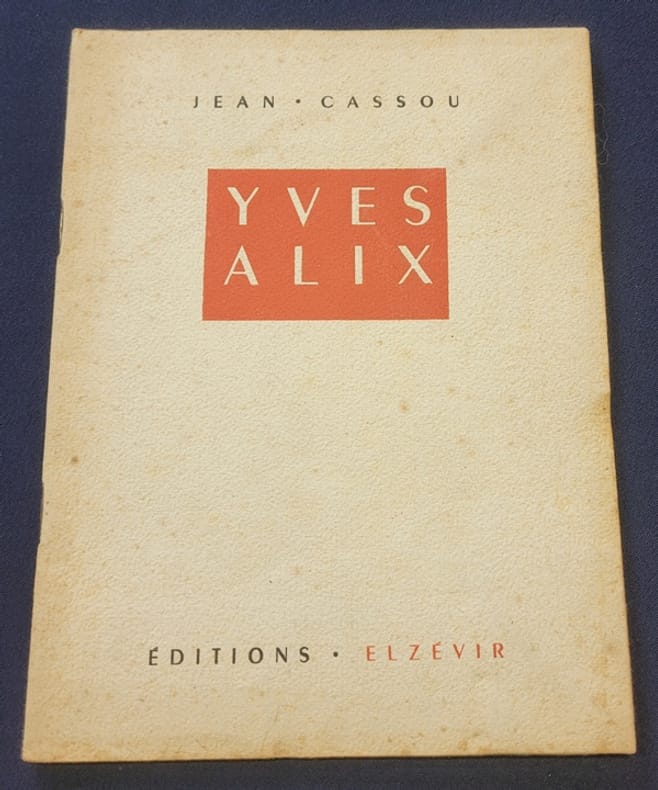 JEAN · CASSOU
YVES
ALIX
ÉDITIONS · ELZÉVIR